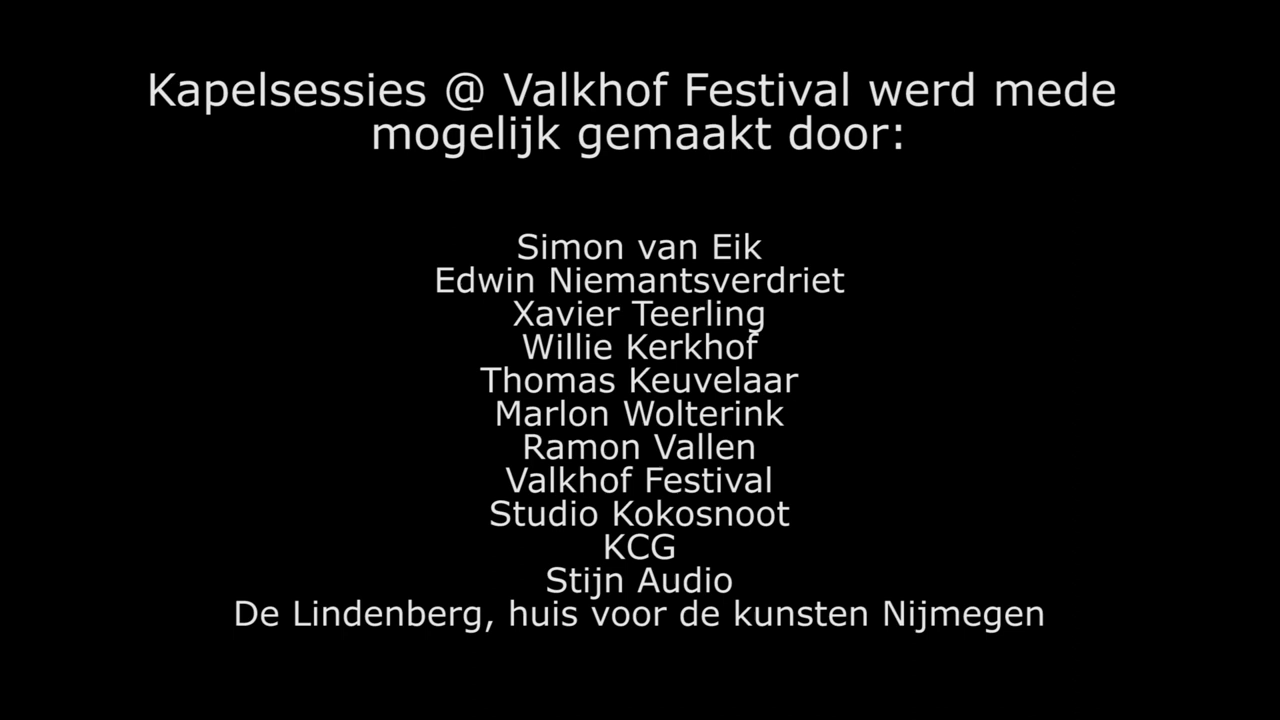 Kapelsessies @ Valkhof Festival werd mede
mogelijk gemaakt door:
Simon van Eik
Edwin Niemantsverdriet
Xavier Teerling
Willie Kerkhof
Thomas Keuvelaar
Marlon Wolterink
Ramon Vallen
Valkhof Festival
Studio Kokosnoot
KCG
Stijn Audio
De Lindenberg, huis voor de kunsten Nijmegen